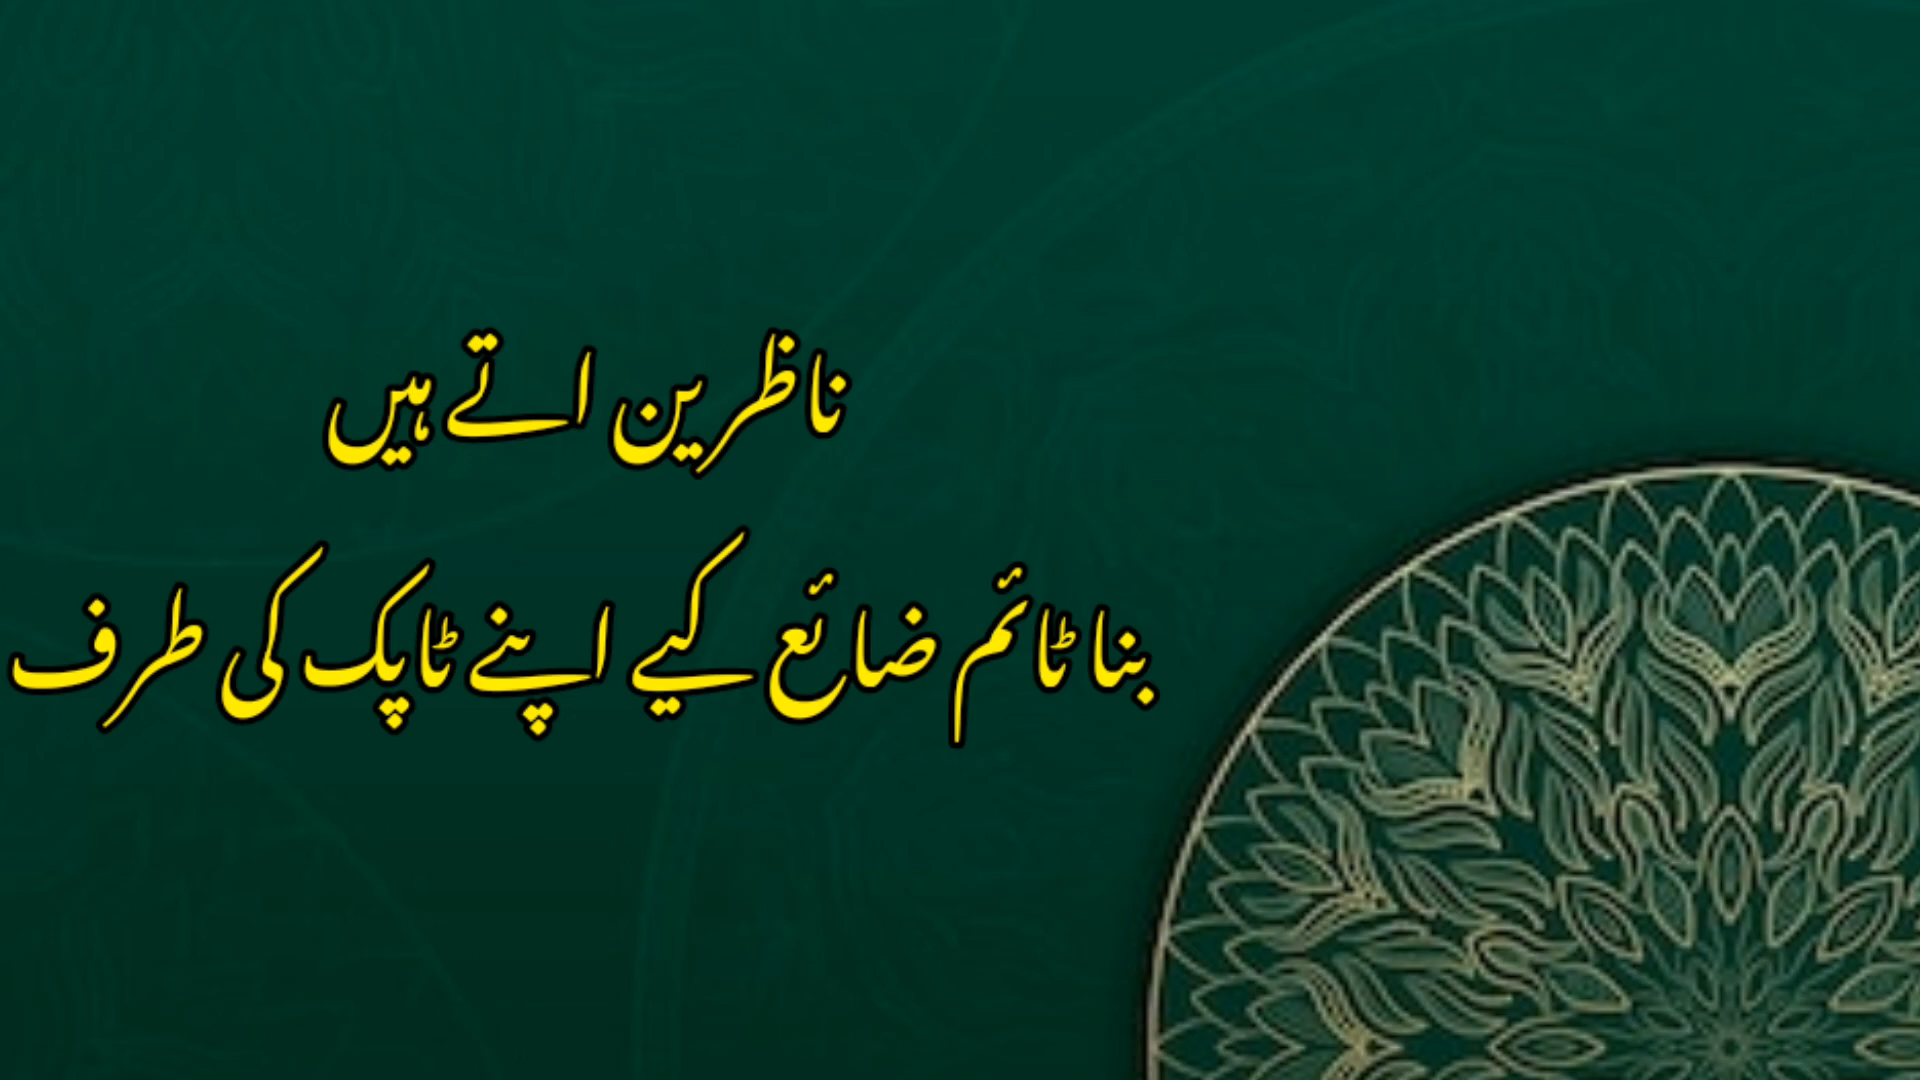 ناظرین اتے ہیں
بنا ٹائم ضائع کیے اپنے ٹاپک کی طرف